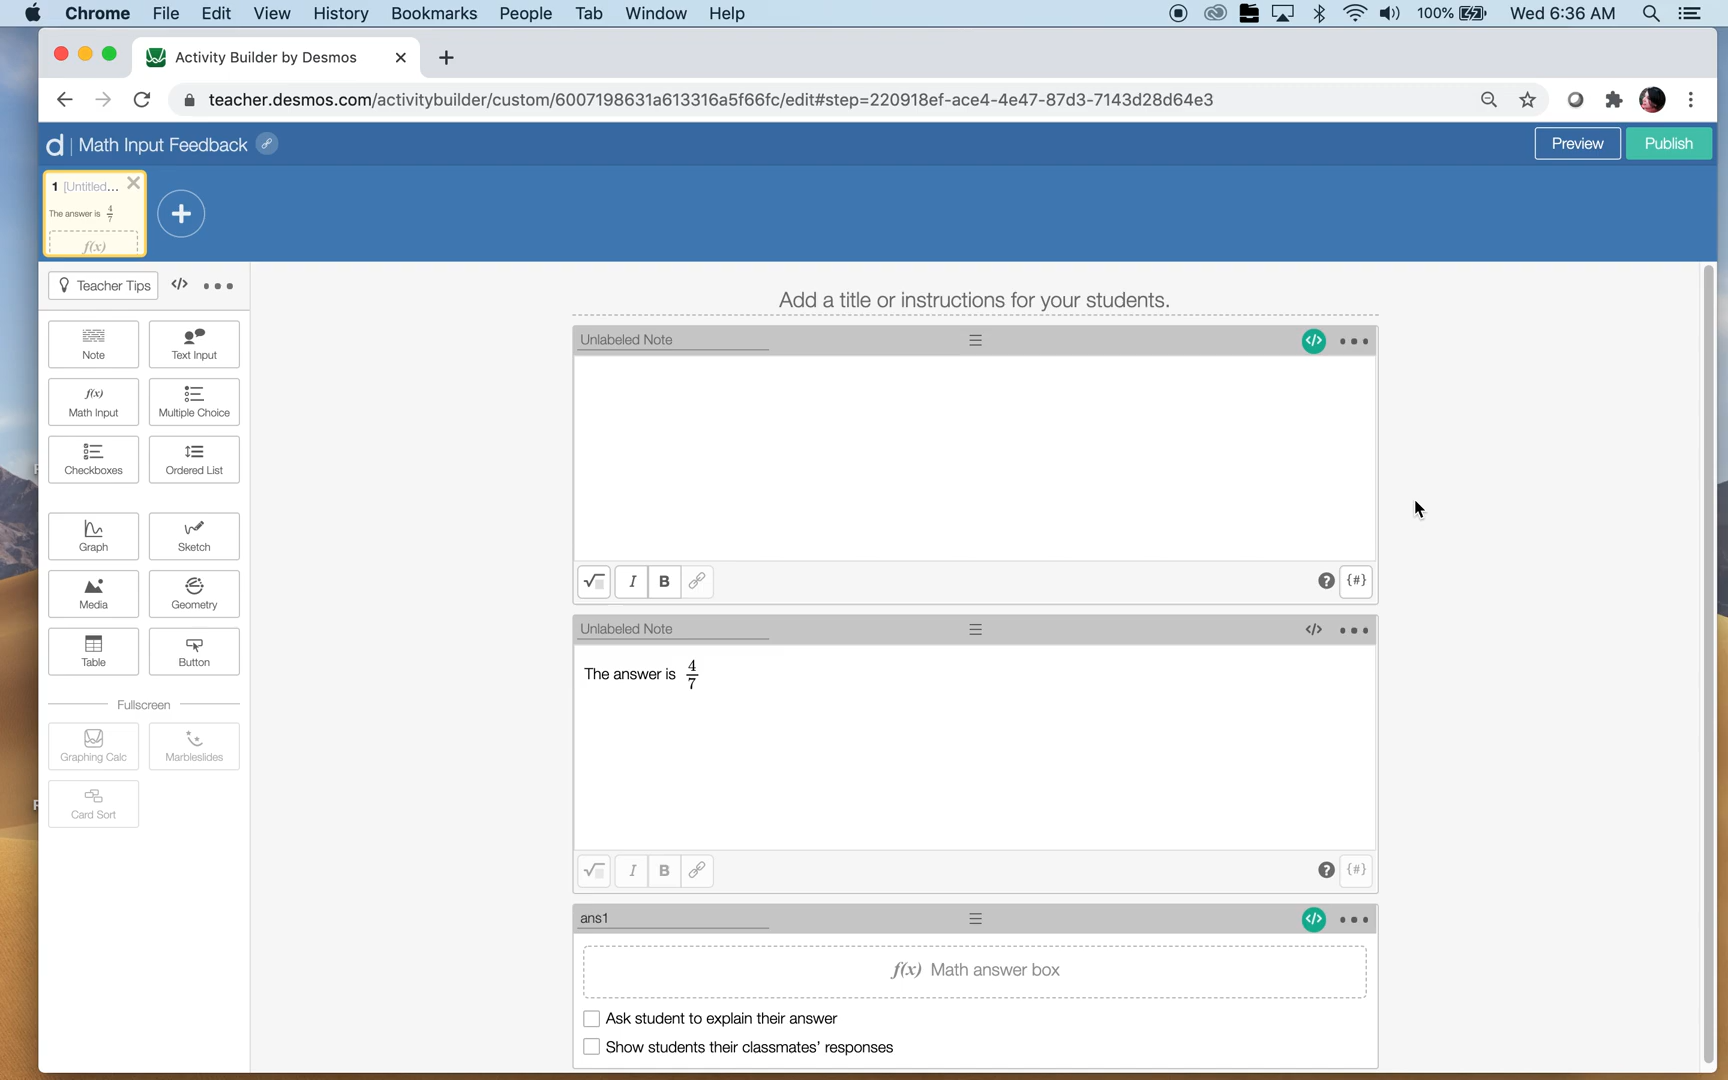 Chrome File Edit View History Bookmarks People Tab Window Help 100% Wed 6:36 AM
Activity Builder by Desmos
teacher.desmos.com/activitybuilder/custom/6007198631a613316a5f66fc/edit#step=220918ef-ace4-4e47-87d3-7143d28d64e3
d | Math Input Feedback Preview Publish
1 [Untitled...
The answer is 4/7
f(x)
Teacher Tips </>
Add a title or instructions for your students.
Note Text Input
f(x)
Math Input Multiple Choice
Checkboxes Ordered List
Graph Sketch
Media Geometry
Table Button
Fullscreen
Graphing Calc Marbleslides
Card Sort
Unlabeled Note </>
I B ? {#}
Unlabeled Note </>
The answer is 4/7
I B ? {#}
ans1 </>
f(x) Math answer box
Ask student to explain their answer
Show students their classmates' responses